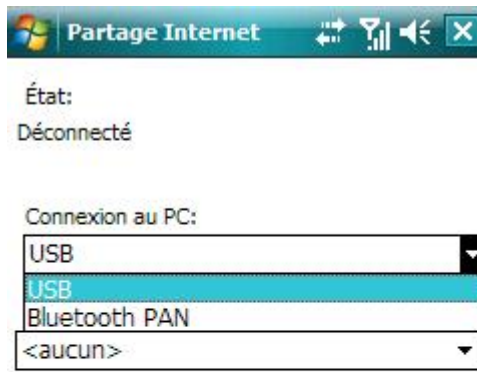 Partage Internet
État:
Déconnecté
Connexion au PC:
USB
USB
Bluetooth PAN
<aucun>